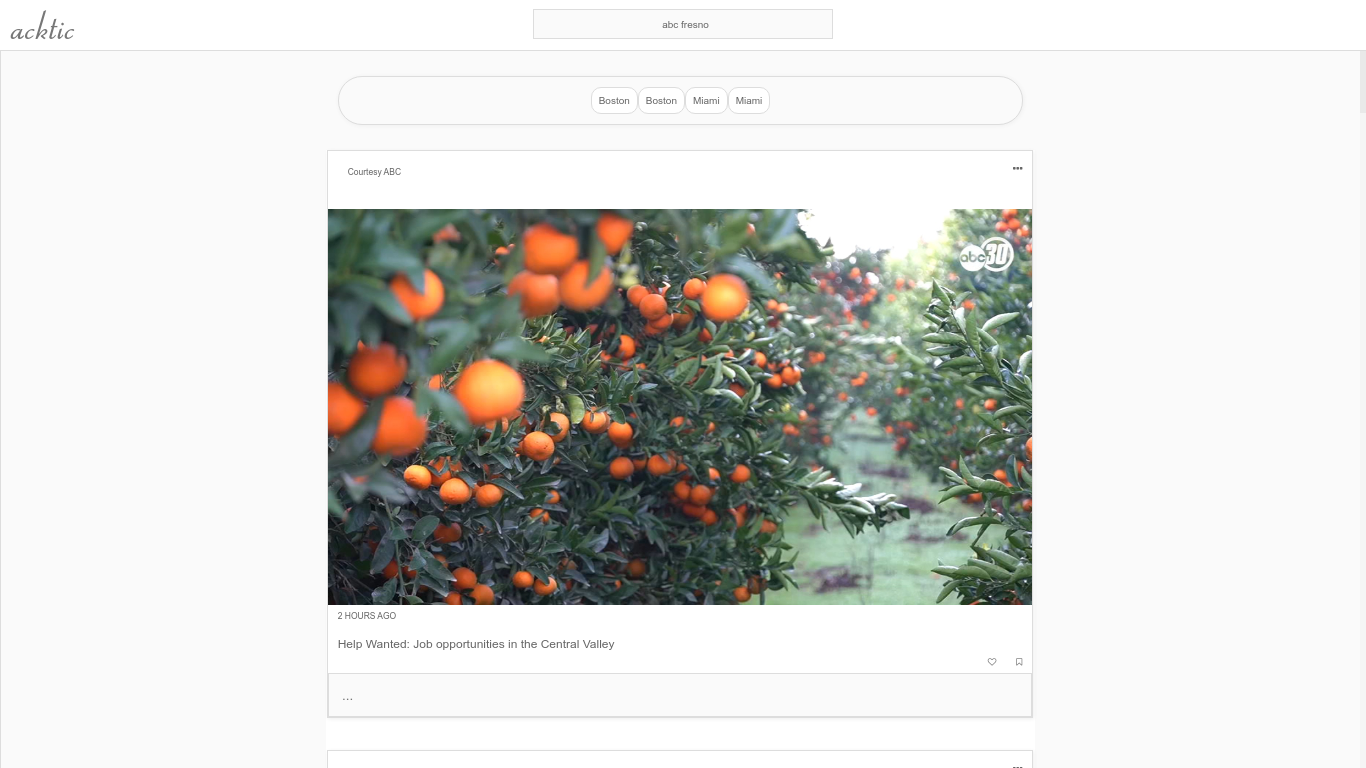 acktic
abc fresno
Boston Boston Miami Miami
Courtesy ABC
abc 30
2 HOURS AGO
Help Wanted: Job opportunities in the Central Valley
...